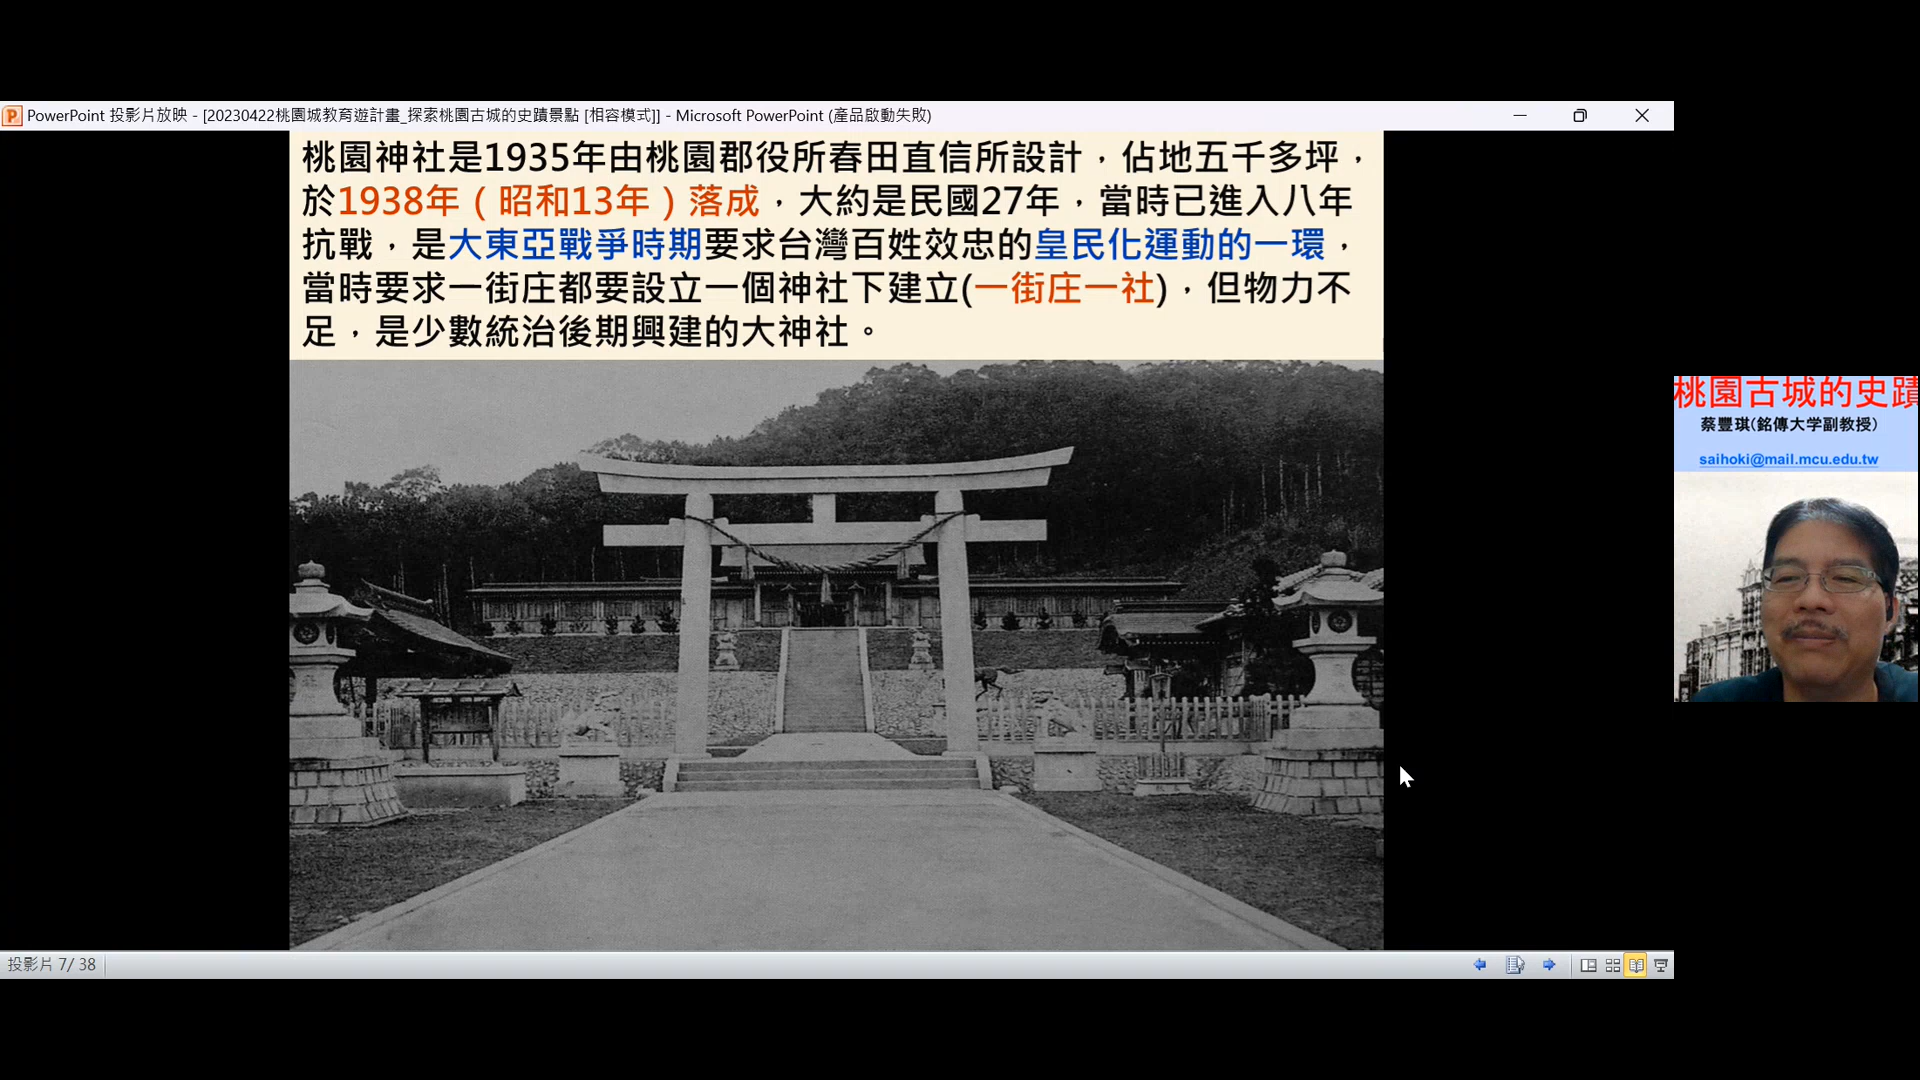 PowerPoint 投影片放映 - [20230422桃園城教育遊計畫_探索桃園古城的史蹟景點 [相容模式]] - Microsoft PowerPoint (產品啟動失敗)
桃園神社是1935年由桃園郡役所春田直信所設計，佔地五千多坪，
於1938年（昭和13年）落成，大約是民國27年，當時已進入八年
抗戰，是大東亞戰爭時期要求台灣百姓效忠的皇民化運動的一環，
當時要求一街庄都要設立一個神社下建立(一街庄一社)，但物力不
足，是少數統治後期興建的大神社。
桃園古城的史蹟
蔡豐琪(銘傳大学副教授)
saihoki@mail.mcu.edu.tw
投影片 7/ 38